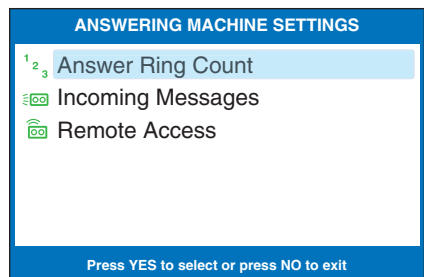 ANSWERING MACHINE SETTINGS
1 2 3 Answer Ring Count
Incoming Messages
Remote Access
Press YES to select or press NO to exit